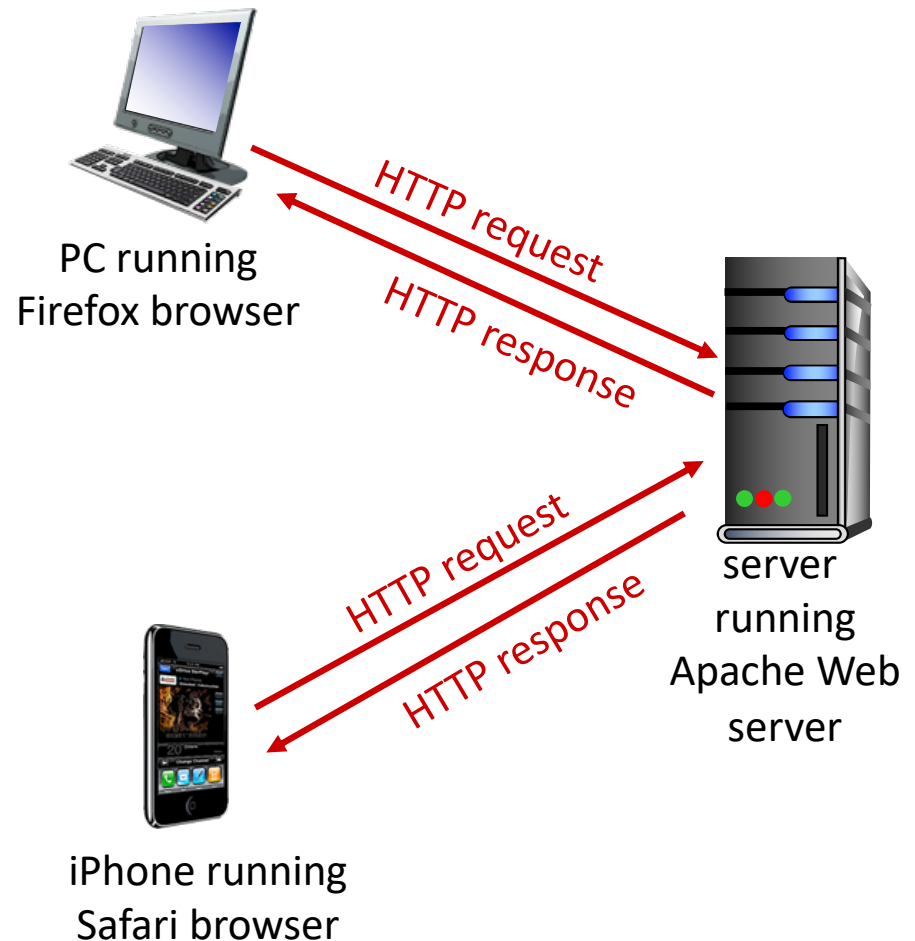 PC running
Firefox browser
HTTP request
HTTP response
server
running
Apache Web
server
HTTP request
HTTP response
iPhone running
Safari browser